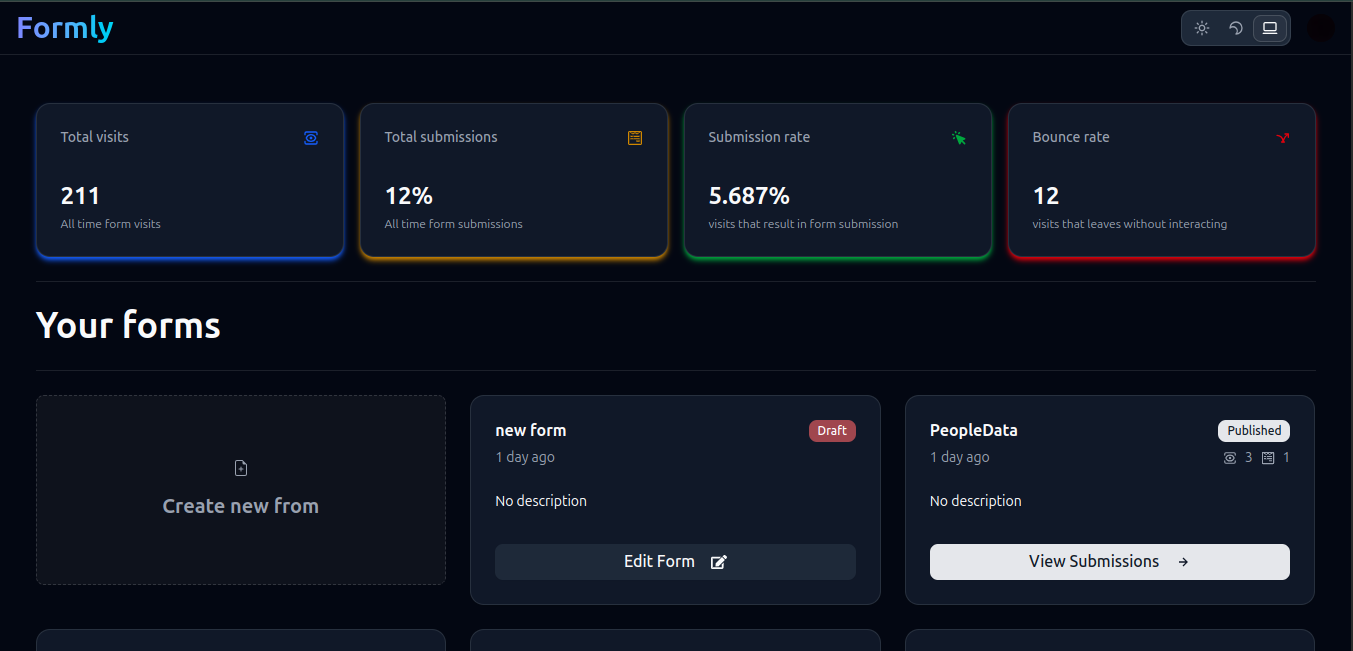 Formly
Total visits
211
All time form visits
Total submissions
12%
All time form submissions
Submission rate
5.687%
visits that result in form submission
Bounce rate
12
visits that leaves without interacting
Your forms
Create new from
new form
Draft
1 day ago
No description
Edit Form
PeopleData
Published
1 day ago
3 1
No description
View Submissions